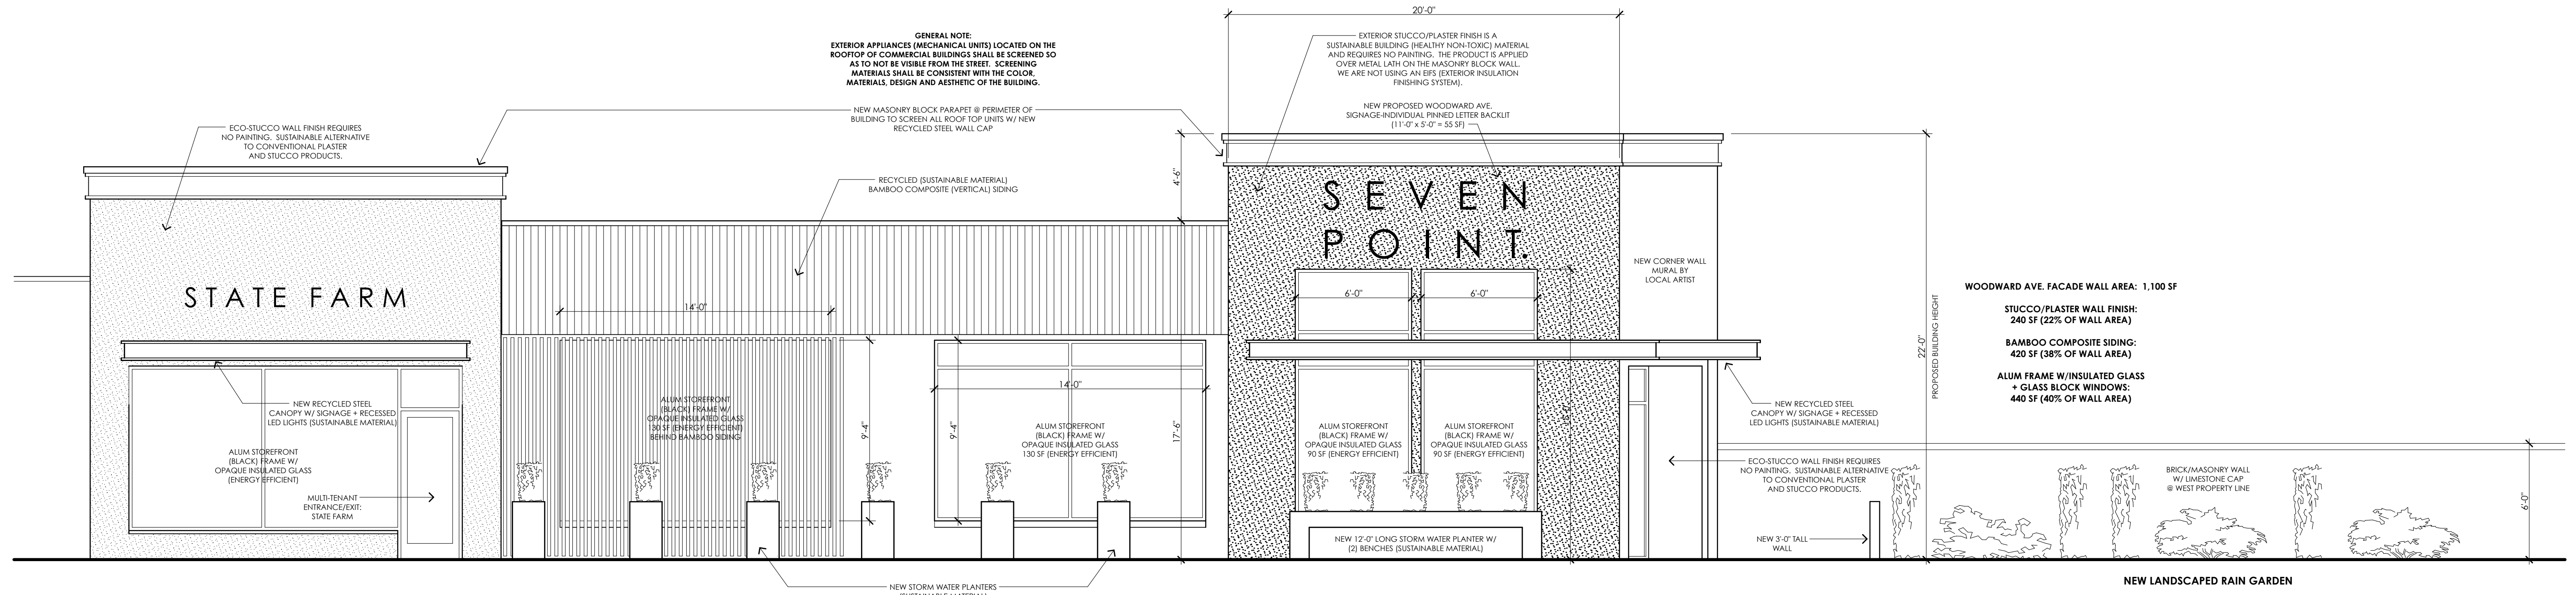 20'-0"
GENERAL NOTE:
EXTERIOR APPLIANCES (MECHANICAL UNITS) LOCATED ON THE
ROOFTOP OF COMMERCIAL BUILDINGS SHALL BE SCREENED SO
AS TO NOT BE VISIBLE FROM THE STREET. SCREENING
MATERIALS SHALL BE CONSISTENT WITH THE COLOR,
MATERIALS, DESIGN AND AESTHETIC OF THE BUILDING.
EXTERIOR STUCCO/PLASTER FINISH IS A
SUSTAINABLE BUILDING (HEALTHY NON-TOXIC) MATERIAL
AND REQUIRES NO PAINTING. THE PRODUCT IS APPLIED
OVER METAL LATH ON THE MASONRY BLOCK WALL.
WE ARE NOT USING AN EIFS (EXTERIOR INSULATION
FINISHING SYSTEM).
NEW MASONRY BLOCK PARAPET @ PERIMETER OF
BUILDING TO SCREEN ALL ROOF TOP UNITS W/ NEW
RECYCLED STEEL WALL CAP
NEW PROPOSED WOODWARD AVE.
SIGNAGE-INDIVIDUAL PINNED LETTER BACKLIT
(11'-0" x 5'-0" = 55 SF)
ECO-STUCCO WALL FINISH REQUIRES
NO PAINTING. SUSTAINABLE ALTERNATIVE
TO CONVENTIONAL PLASTER
AND STUCCO PRODUCTS.
RECYCLED (SUSTAINABLE MATERIAL)
BAMBOO COMPOSITE (VERTICAL) SIDING
4'-6"
SEVEN
POINT.
NEW CORNER WALL
MURAL BY
LOCAL ARTIST
STATE FARM
14'-0"
6'-0"
6'-0"
22'-0"
PROPOSED BUILDING HEIGHT
WOODWARD AVE. FACADE WALL AREA: 1,100 SF
STUCCO/PLASTER WALL FINISH:
240 SF (22% OF WALL AREA)
BAMBOO COMPOSITE SIDING:
420 SF (38% OF WALL AREA)
ALUM FRAME W/INSULATED GLASS
+ GLASS BLOCK WINDOWS:
440 SF (40% OF WALL AREA)
NEW RECYCLED STEEL
CANOPY W/ SIGNAGE + RECESSED
LED LIGHTS (SUSTAINABLE MATERIAL)
ALUM STOREFRONT
(BLACK) FRAME W/
OPAQUE INSULATED GLASS
(ENERGY EFFICIENT)
MULTI-TENANT
ENTRANCE/EXIT:
STATE FARM
ALUM STOREFRONT
(BLACK) FRAME W/
OPAQUE INSULATED GLASS
130 SF (ENERGY EFFICIENT)
BEHIND BAMBOO SIDING
9'-4"
9'-4"
14'-0"
ALUM STOREFRONT
(BLACK) FRAME W/
OPAQUE INSULATED GLASS
130 SF (ENERGY EFFICIENT)
17'-6"
ALUM STOREFRONT
(BLACK) FRAME W/
OPAQUE INSULATED GLASS
90 SF (ENERGY EFFICIENT)
ALUM STOREFRONT
(BLACK) FRAME W/
OPAQUE INSULATED GLASS
90 SF (ENERGY EFFICIENT)
NEW RECYCLED STEEL
CANOPY W/ SIGNAGE + RECESSED
LED LIGHTS (SUSTAINABLE MATERIAL)
ECO-STUCCO WALL FINISH REQUIRES
NO PAINTING. SUSTAINABLE ALTERNATIVE
TO CONVENTIONAL PLASTER
AND STUCCO PRODUCTS.
BRICK/MASONRY WALL
W/ LIMESTONE CAP
@ WEST PROPERTY LINE
6'-0"
NEW 12'-0" LONG STORM WATER PLANTER W/
(2) BENCHES (SUSTAINABLE MATERIAL)
NEW 3'-0" TALL
WALL
NEW LANDSCAPED RAIN GARDEN
NEW STORM WATER PLANTERS